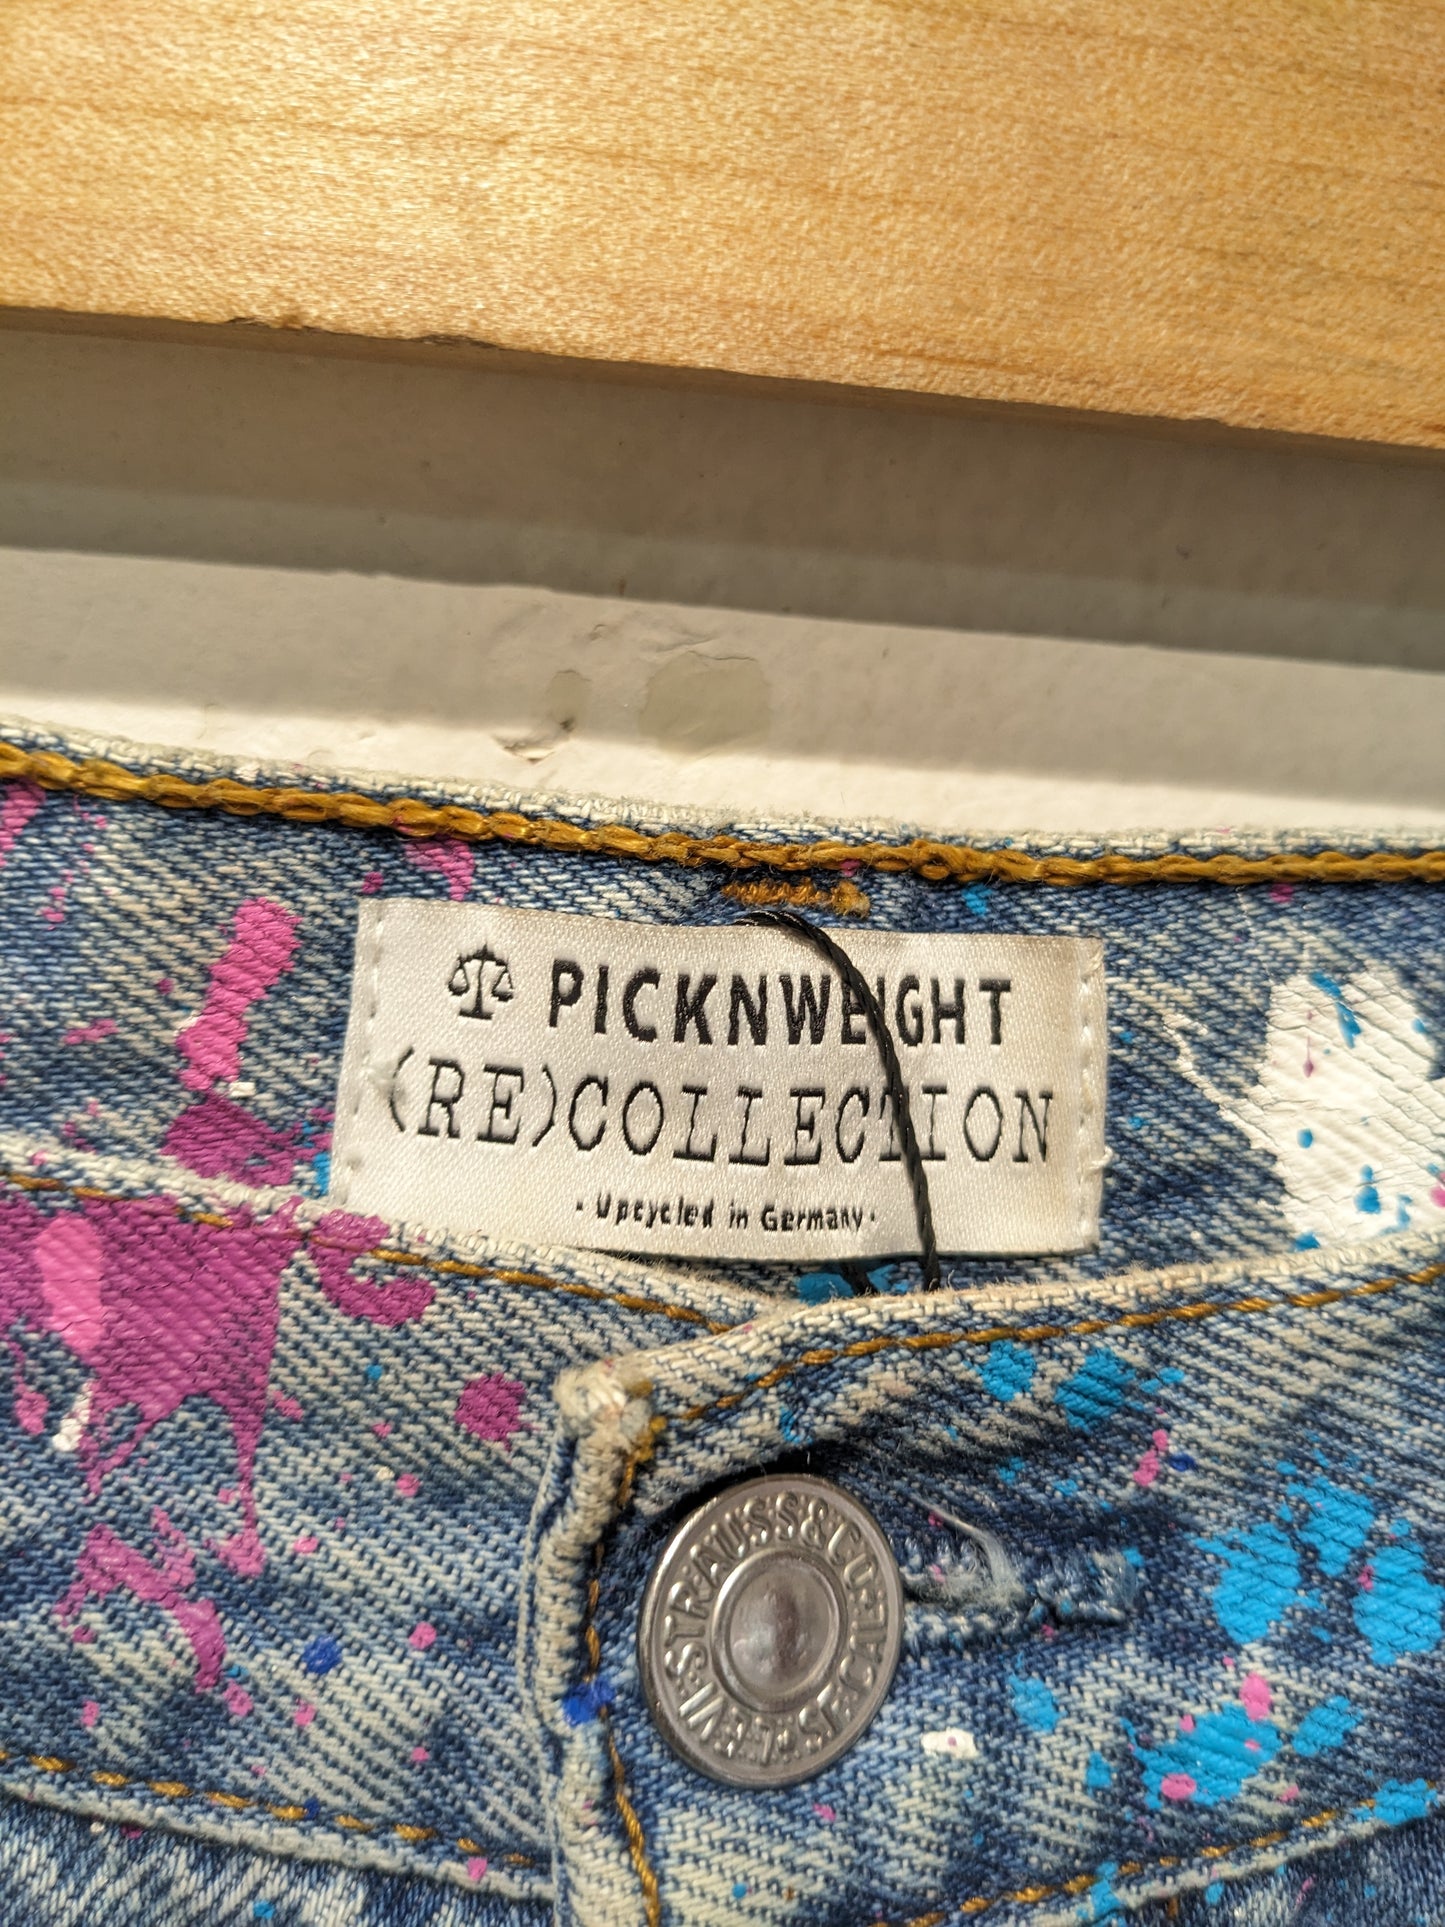 PICKNWEIGHT
(RE)COLLECTION
· Upcycled in Germany ·
LEVI STRAUSS & CO. S.F. CAL